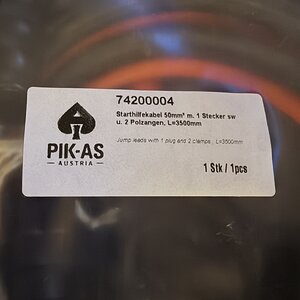 74200004
Starthilfekabel 50mm² m. 1 Stecker sw
u. 2 Polzangen, L=3500mm
Jump leads with 1 plug and 2 clamps, L=3500mm
PIK-AS
AUSTRIA
1 Stk / 1pcs